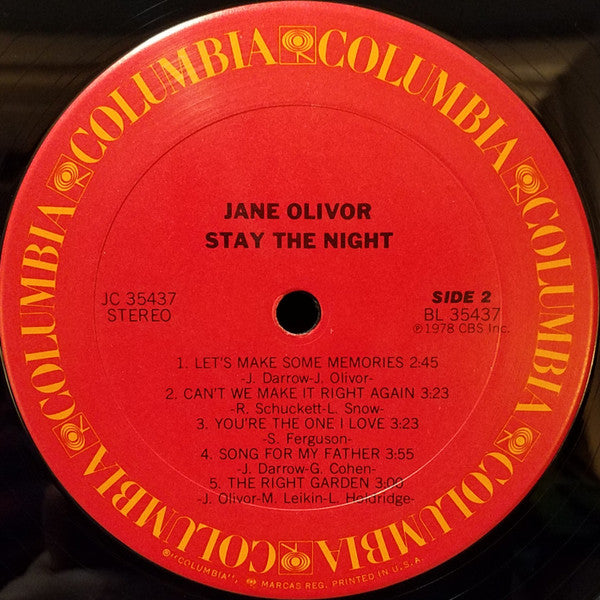 COLUMBIA COLUMBIA COLUMBIA COLUMBIA COLUMBIA COLUMBIA
JANE OLIVOR
STAY THE NIGHT
JC 35437
STEREO
SIDE 2
BL 35437
℗1978 CBS Inc.
1. LET'S MAKE SOME MEMORIES 2:45
-J. Darrow-J. Olivor-
2. CAN'T WE MAKE IT RIGHT AGAIN 3:23
-R. Schuckett-L. Snow-
3. YOU'RE THE ONE I LOVE 3:23
-S. Ferguson-
4. SONG FOR MY FATHER 3:55
-J. Darrow-G. Cohen-
5. THE RIGHT GARDEN 3:00
-J. Olivor-M. Leikin-L. Holdridge-
®"COLUMBIA", MARCAS REG. PRINTED IN U.S.A.